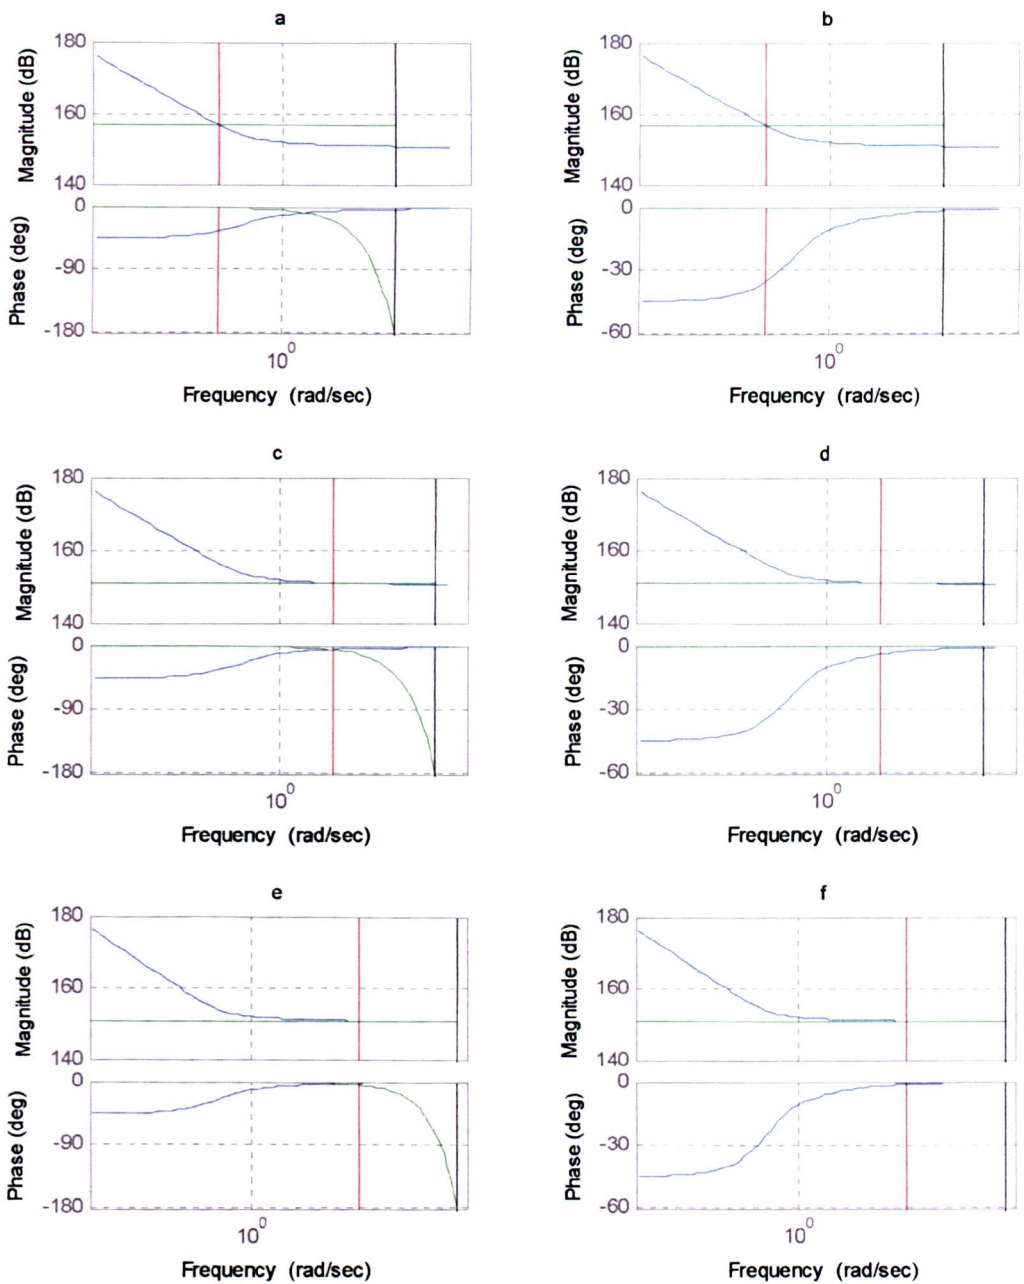 a
b
Magnitude (dB)
180
160
140
Magnitude (dB)
180
160
140
Phase (deg)
0
-90
-180
Phase (deg)
0
-30
-60
10^0
10^0
Frequency (rad/sec)
Frequency (rad/sec)
c
d
Magnitude (dB)
180
160
140
Magnitude (dB)
180
160
140
Phase (deg)
0
-90
-180
Phase (deg)
0
-30
-60
10^0
10^0
Frequency (rad/sec)
Frequency (rad/sec)
e
f
Magnitude (dB)
180
160
140
Magnitude (dB)
180
160
140
Phase (deg)
0
-90
-180
Phase (deg)
0
-30
-60
10^0
10^0
Frequency (rad/sec)
Frequency (rad/sec)